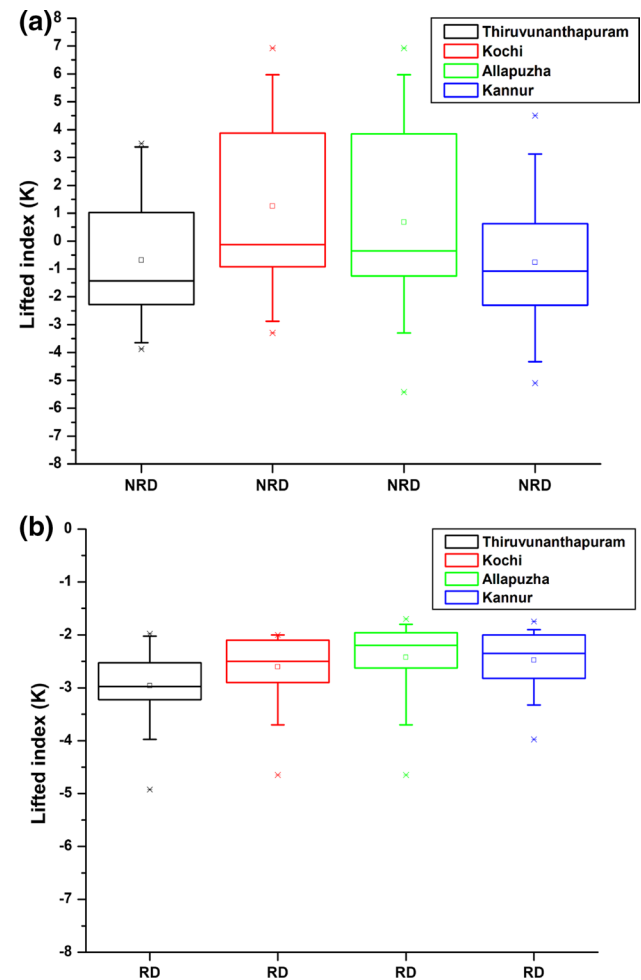 (a)
8
7
6
5
4
3
2
1
0
-1
-2
-3
-4
-5
-6
-7
-8
Lifted index (K)
Thiruvunanthapuram
Kochi
Allapuzha
Kannur
NRD NRD NRD NRD
(b)
0
-1
-2
-3
-4
-5
-6
-7
-8
Lifted index (K)
Thiruvunanthapuram
Kochi
Allapuzha
Kannur
RD RD RD RD